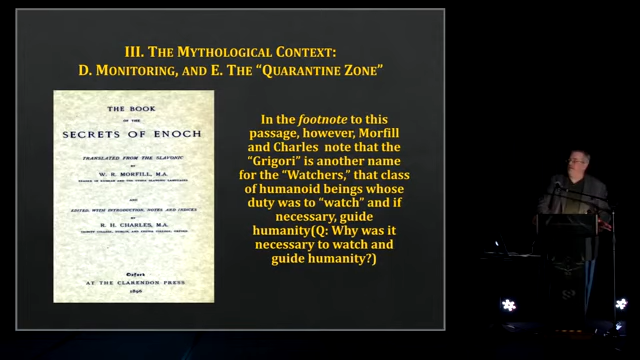 III. THE MYTHOLOGICAL CONTEXT:
D. MONITORING, AND E. THE “QUARANTINE ZONE”
THE BOOK
OF THE
SECRETS OF ENOCH
TRANSLATED FROM THE SLAVONIC
BY
W. R. MORFILL, M.A.
AND
EDITED, WITH INTRODUCTION, NOTES AND INDICES
BY
R. H. CHARLES, M.A.
Oxford
AT THE CLARENDON PRESS
1896
In the footnote to this
passage, however, Morfill
and Charles note that the
“Grigori” is another name
for the “Watchers,” that class
of humanoid beings whose
duty was to “watch” and if
necessary, guide
humanity(Q: Why was it
necessary to watch and
guide humanity?)